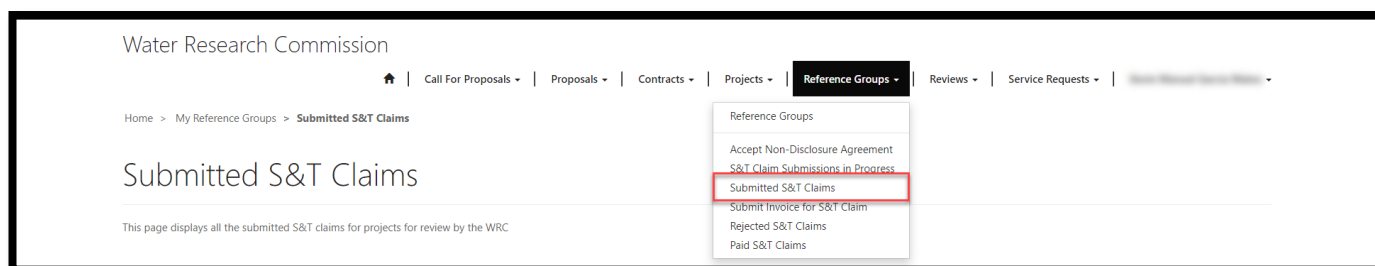 Water Research Commission
Call For Proposals
Proposals
Contracts
Projects
Reference Groups
Reviews
Service Requests
Home > My Reference Groups > Submitted S&T Claims
Reference Groups
Accept Non-Disclosure Agreement
S&T Claim Submissions in Progress
Submitted S&T Claims
Submit Invoice for S&T Claim
Rejected S&T Claims
Paid S&T Claims
Submitted S&T Claims
This page displays all the submitted S&T claims for projects for review by the WRC